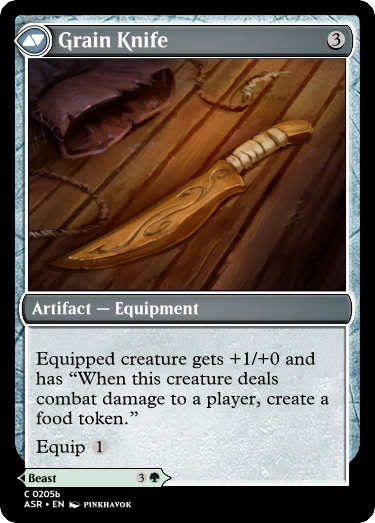 Grain Knife 3
Artifact — Equipment
Equipped creature gets +1/+0 and
has “When this creature deals
combat damage to a player, create a
food token.”
Equip 1
Beast 3
C 0205b
ASR • EN PINKHAVOK